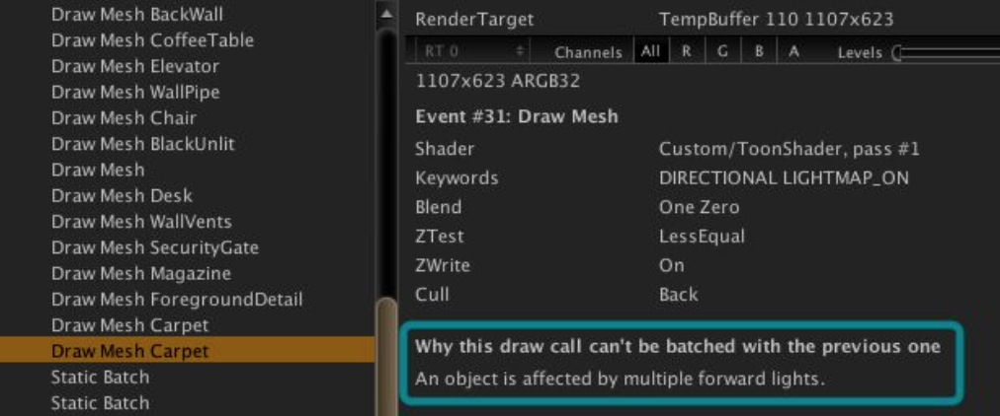 Draw Mesh BackWall
Draw Mesh CoffeeTable
Draw Mesh Elevator
Draw Mesh WallPipe
Draw Mesh Chair
Draw Mesh BlackUnlit
Draw Mesh
Draw Mesh Desk
Draw Mesh WallVents
Draw Mesh SecurityGate
Draw Mesh Magazine
Draw Mesh ForegroundDetail
Draw Mesh Carpet
Draw Mesh Carpet
Static Batch
Static Batch
RenderTarget TempBuffer 110 1107x623
RT 0 Channels All R G B A Levels
1107x623 ARGB32
Event #31: Draw Mesh
Shader Custom/ToonShader, pass #1
Keywords DIRECTIONAL LIGHTMAP_ON
Blend One Zero
ZTest LessEqual
ZWrite On
Cull Back
Why this draw call can't be batched with the previous one
An object is affected by multiple forward lights.